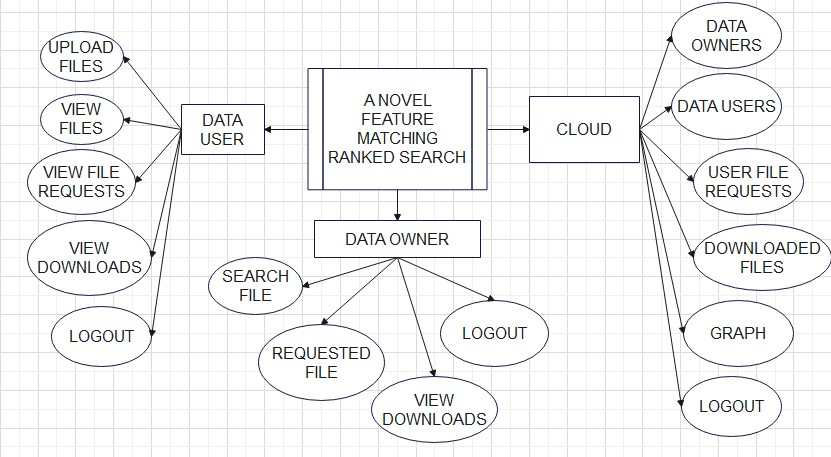 UPLOAD
FILES
VIEW
FILES
VIEW FILE
REQUESTS
VIEW
DOWNLOADS
LOGOUT
DATA
USER
A NOVEL
FEATURE
MATCHING
RANKED SEARCH
DATA OWNER
SEARCH
FILE
REQUESTED
FILE
VIEW
DOWNLOADS
LOGOUT
CLOUD
DATA
OWNERS
DATA USERS
USER FILE
REQUESTS
DOWNLOADED
FILES
GRAPH
LOGOUT